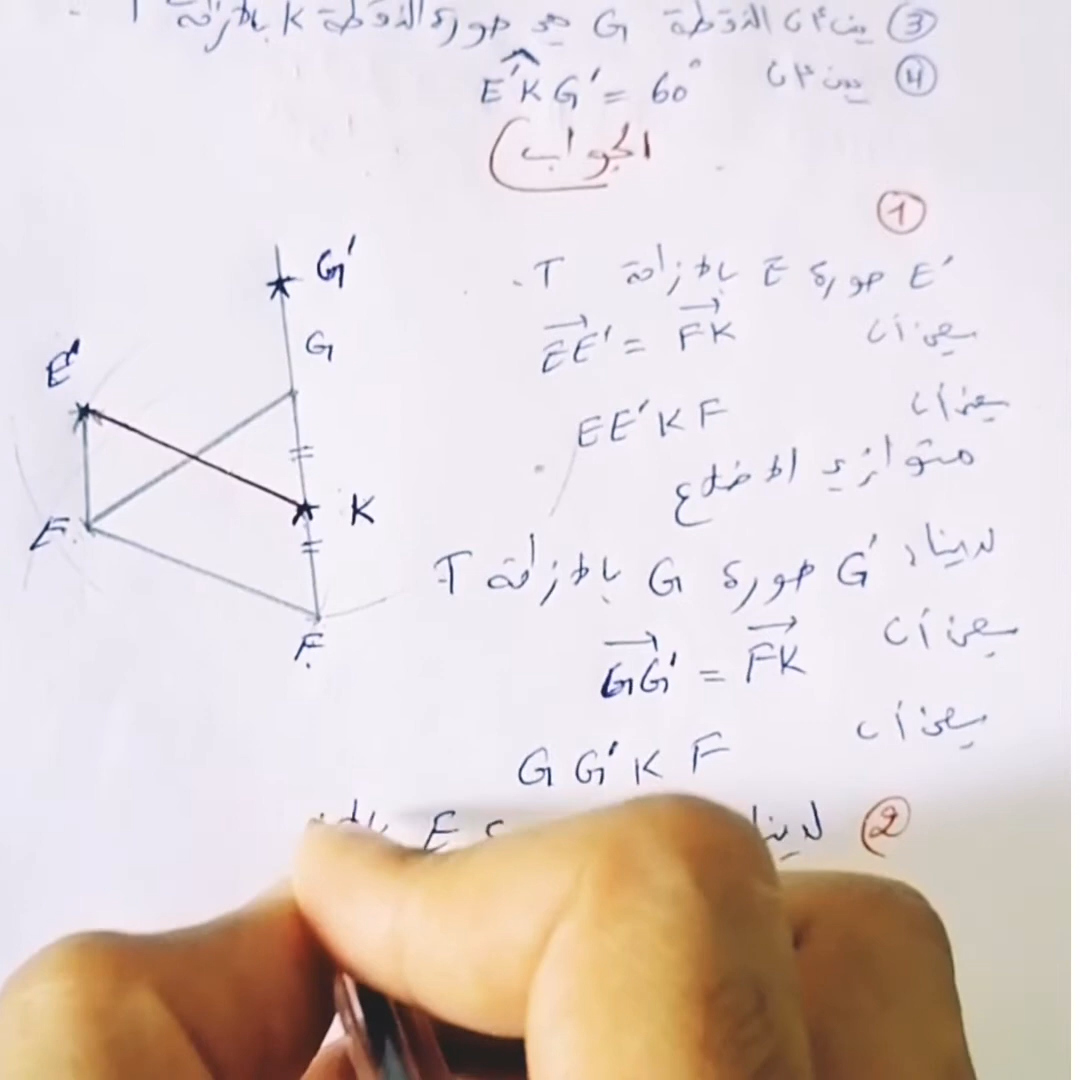 ③ بين أن النقطة G هي صورة النقطة K بالإزاحة T
④ بين أن E'K̂G' = 60°
الجواب
①
E' صورة E بالإزاحة T.
يعني أن EE'⃗ = FK⃗
يعني أن EE'KF
متوازي الأضلاع
لدينا G' صورة G بالإزاحة T
يعني أن GG'⃗ = FK⃗
يعني أن GG'KF
② لدينا E
G'
G
E'
K
E
F